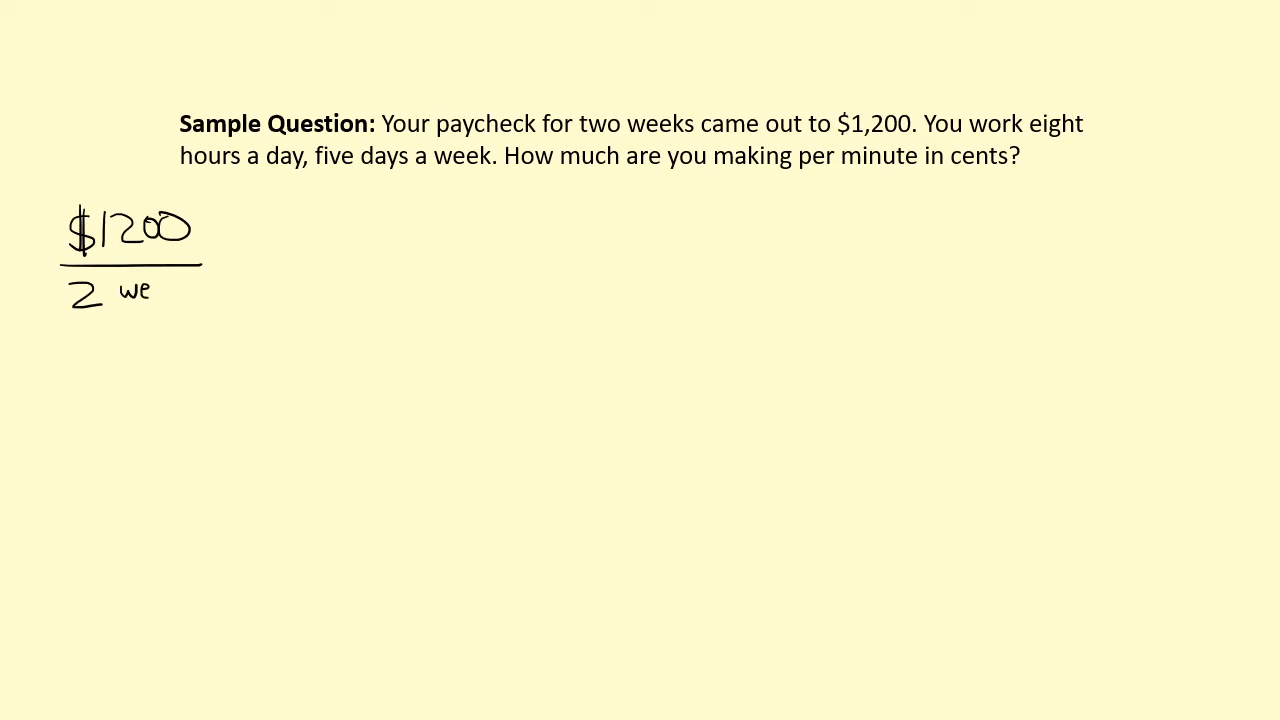 Sample Question: Your paycheck for two weeks came out to $1,200. You work eight
hours a day, five days a week. How much are you making per minute in cents?
$1200
2 we